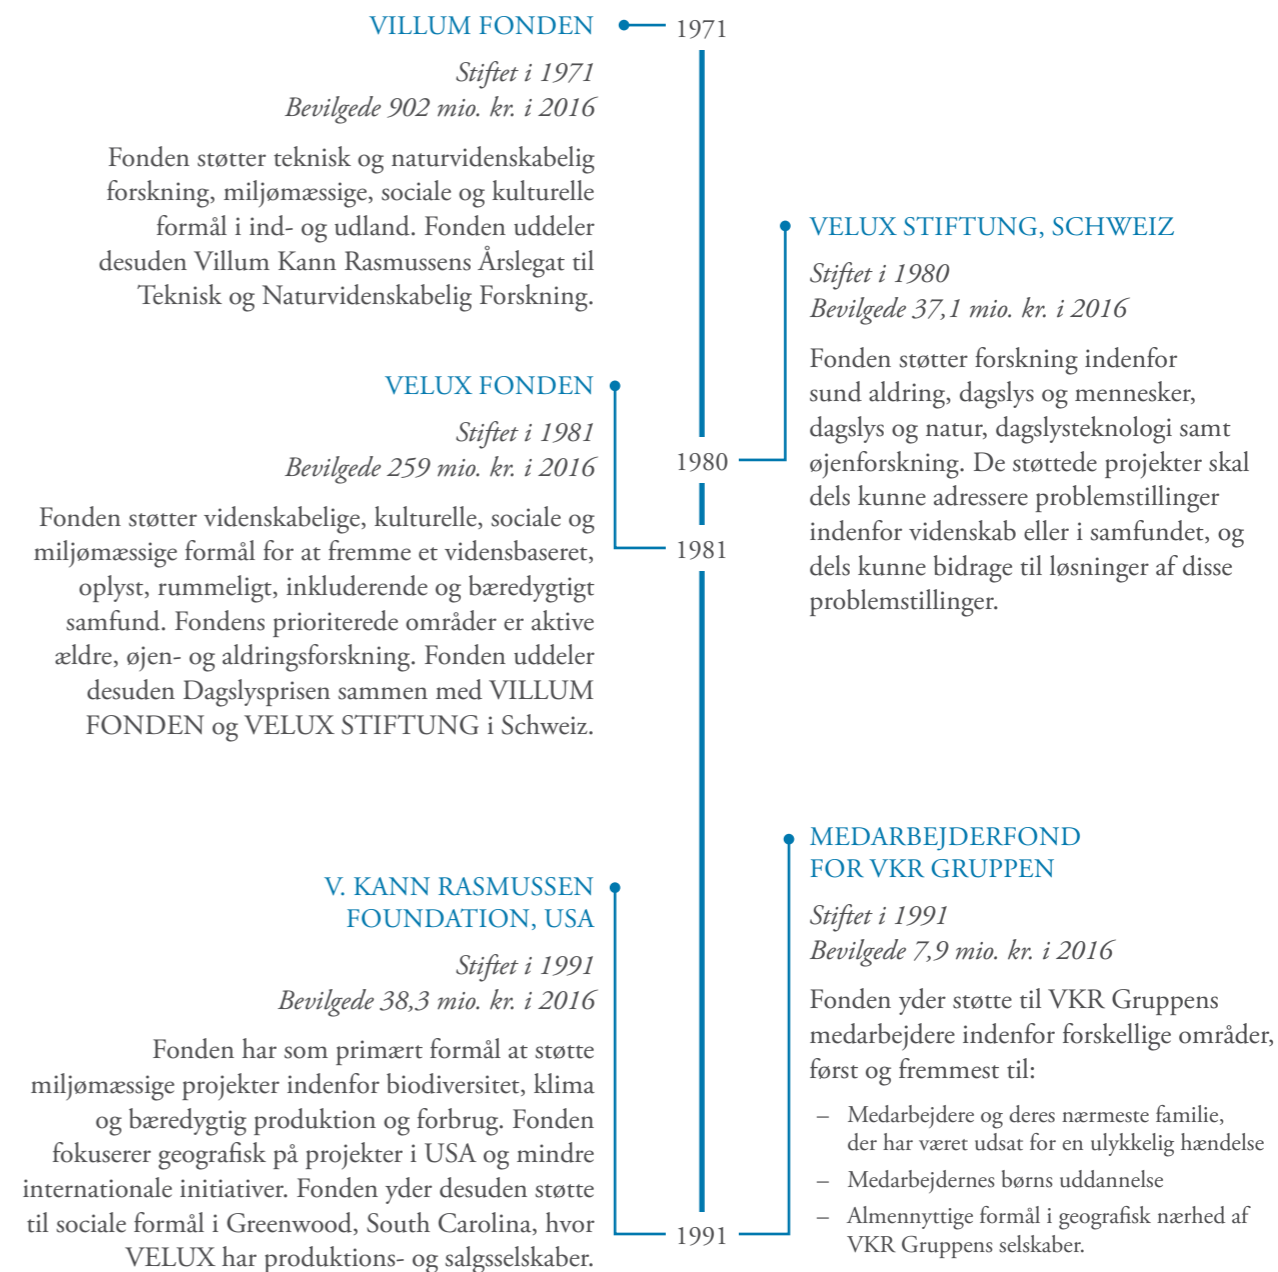 VILLUM FONDEN
1971
Stiftet i 1971
Bevilgede 902 mio. kr. i 2016
Fonden støtter teknisk og naturvidenskabelig
forskning, miljømæssige, sociale og kulturelle
formål i ind- og udland. Fonden uddeler
desuden Villum Kann Rasmussens Årslegat til
Teknisk og Naturvidenskabelig Forskning.
VELUX STIFTUNG, SCHWEIZ
Stiftet i 1980
Bevilgede 37,1 mio. kr. i 2016
Fonden støtter forskning indenfor
sund aldring, dagslys og mennesker,
dagslys og natur, dagslysteknologi samt
øjenforskning. De støttede projekter skal
dels kunne adressere problemstillinger
indenfor videnskab eller i samfundet, og
dels kunne bidrage til løsninger af disse
problemstillinger.
1980
VELUX FONDEN
Stiftet i 1981
Bevilgede 259 mio. kr. i 2016
Fonden støtter videnskabelige, kulturelle, sociale og
miljømæssige formål for at fremme et vidensbaseret,
oplyst, rummeligt, inkluderende og bæredygtigt
samfund. Fondens prioriterede områder er aktive
ældre, øjen- og aldringsforskning. Fonden uddeler
desuden Dagslysprisen sammen med VILLUM
FONDEN og VELUX STIFTUNG i Schweiz.
1981
V. KANN RASMUSSEN
FOUNDATION, USA
Stiftet i 1991
Bevilgede 38,3 mio. kr. i 2016
Fonden har som primært formål at støtte
miljømæssige projekter indenfor biodiversitet, klima
og bæredygtig produktion og forbrug. Fonden
fokuserer geografisk på projekter i USA og mindre
internationale initiativer. Fonden yder desuden støtte
til sociale formål i Greenwood, South Carolina, hvor
VELUX har produktions- og salgsselskaber.
1991
MEDARBEJDERFOND
FOR VKR GRUPPEN
Stiftet i 1991
Bevilgede 7,9 mio. kr. i 2016
Fonden yder støtte til VKR Gruppens
medarbejdere indenfor forskellige områder,
først og fremmest til:
– Medarbejdere og deres nærmeste familie,
der har været udsat for en ulykkelig hændelse
– Medarbejdernes børns uddannelse
– Almennyttige formål i geografisk nærhed af
VKR Gruppens selskaber.